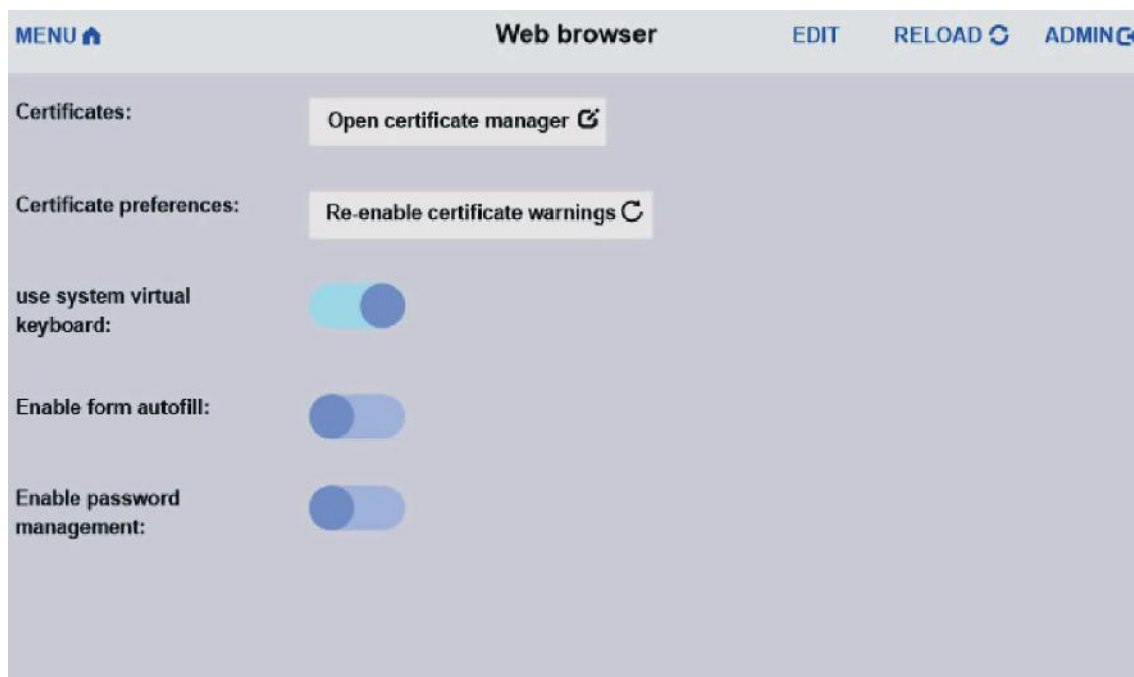 MENU
Web browser
EDIT
RELOAD
ADMIN
Certificates:
Open certificate manager
Certificate preferences:
Re-enable certificate warnings
use system virtual
keyboard:
Enable form autofill:
Enable password
management: